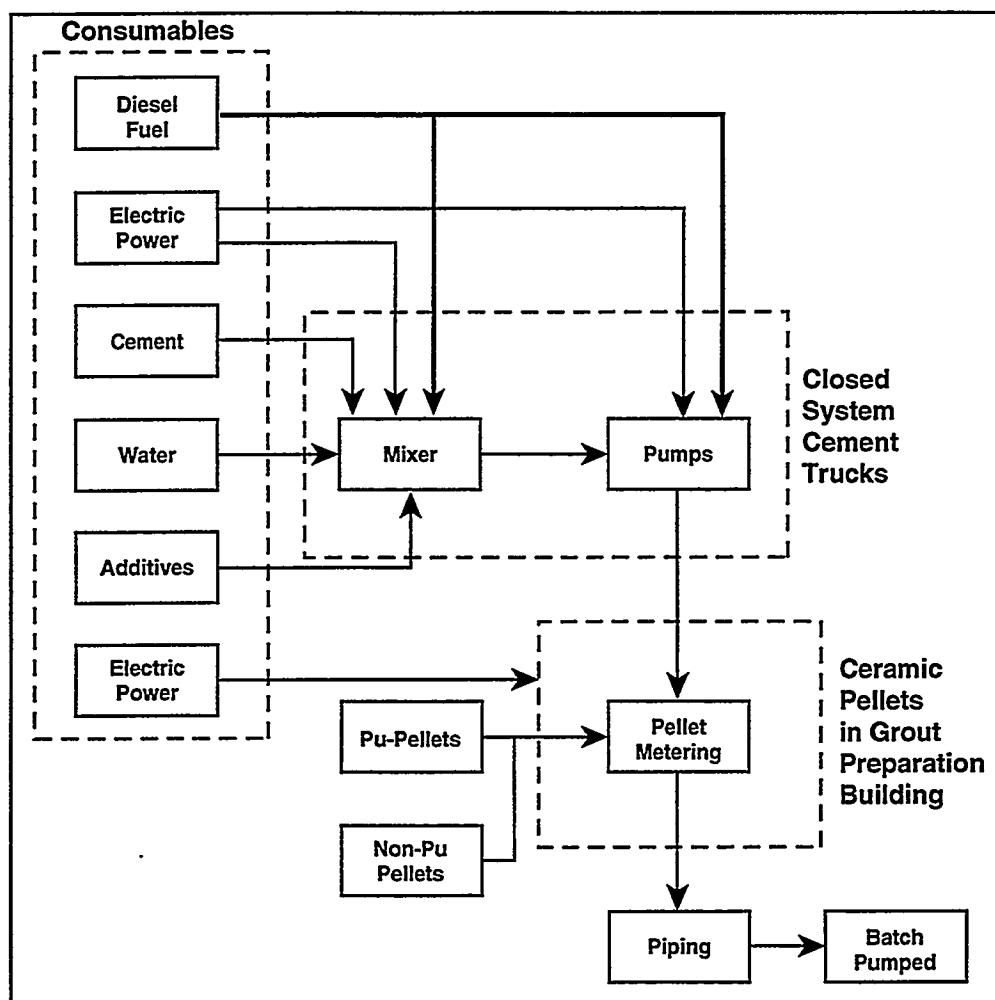 Consumables
Diesel
Fuel
Electric
Power
Cement
Water
Additives
Electric
Power
Mixer
Pumps
Closed
System
Cement
Trucks
Pu-Pellets
Non-Pu
Pellets
Pellet
Metering
Ceramic
Pellets
in Grout
Preparation
Building
Piping
Batch
Pumped